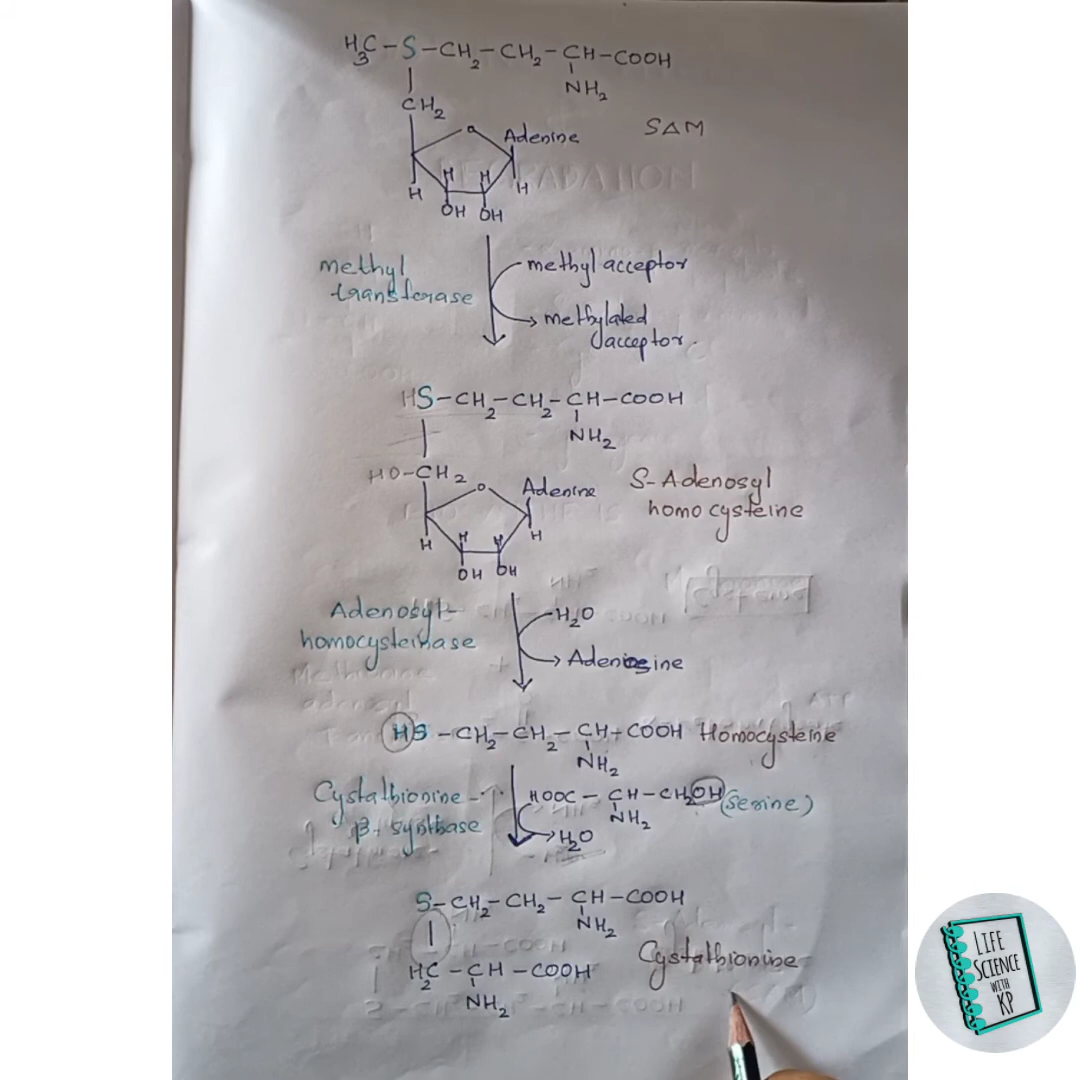 H3C-S-CH2-CH2-CH-COOH
NH2
CH2
O Adenine
SAM
H H H H
OH OH
methyl
transferase
methyl acceptor
methylated
acceptor.
HS-CH2-CH2-CH-COOH
NH2
HO-CH2
O Adenine
S-Adenosyl
homocysteine
H H H H
OH OH
Adenosyl-
homocysteinase
H2O
Adenosine
HS-CH2-CH2-CH-COOH Homocysteine
NH2
Cystathionine-
β-synthase
HOOC-CH-CH2OH (Serine)
NH2
H2O
S-CH2-CH2-CH-COOH
NH2
H2C-CH-COOH
NH2
Cystathionine
LIFE
SCIENCE
WITH
KP